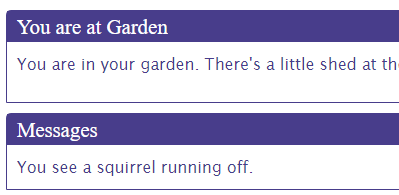 You are at Garden
You are in your garden. There's a little shed at the
Messages
You see a squirrel running off.